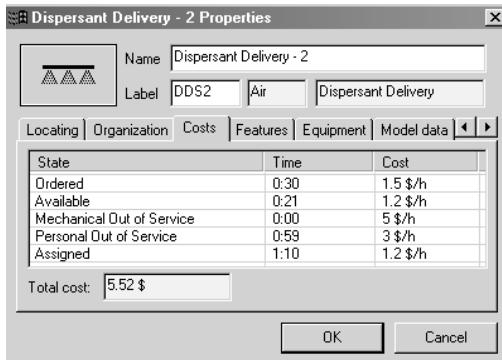 Dispersant Delivery - 2 Properties
Name Dispersant Delivery - 2
Label DDS2 Air Dispersant Delivery
Locating Organization Costs Features Equipment Model data
State Time Cost
Ordered 0:30 1.5 $/h
Available 0:21 1.2 $/h
Mechanical Out of Service 0:00 5 $/h
Personal Out of Service 0:59 3 $/h
Assigned 1:10 1.2 $/h
Total cost: 5.52 $
OK Cancel